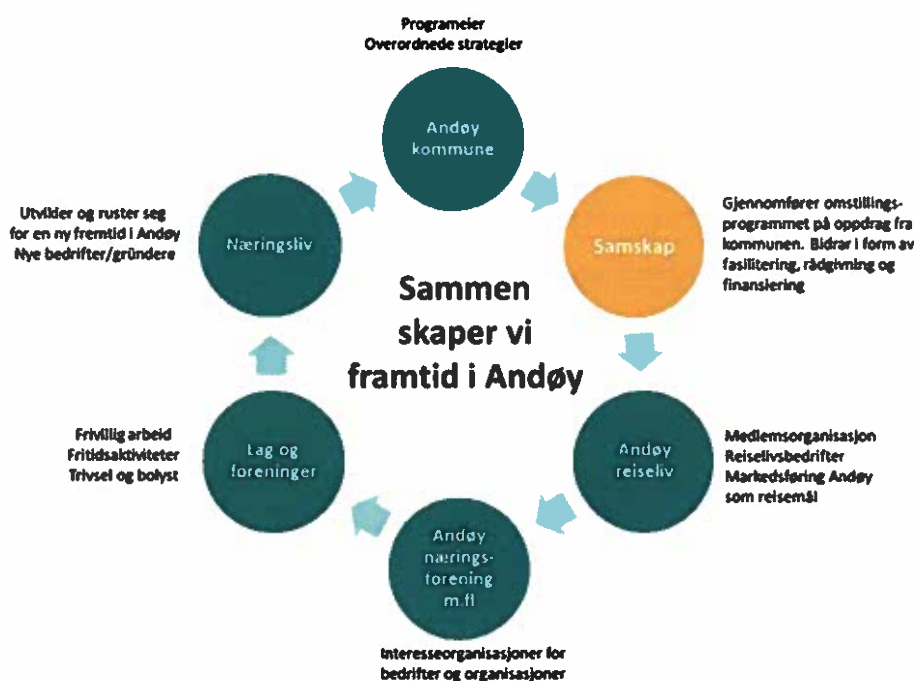 Programeier
Overordnede strategier
Andøy
kommune
Samskap
Gjennomfører omstillings-
programmet på oppdrag fra
kommunen. Bidrar i form av
fasilitering, rådgivning og
finansiering
Andøy
reiseliv
Medlemsorganisasjon
Reiselivsbedrifter
Markedsføring Andøy
som reisemål
Andøy
nærings-
forening
m.fl
Interesseorganisasjoner for
bedrifter og organisasjoner
Lag og
foreninger
Frivillig arbeid
Fritidsaktiviteter
Trivsel og bolyst
Næringsliv
Utvikler og ruster seg
for en ny fremtid i Andøy
Nye bedrifter/gründere
Sammen
skaper vi
framtid i Andøy